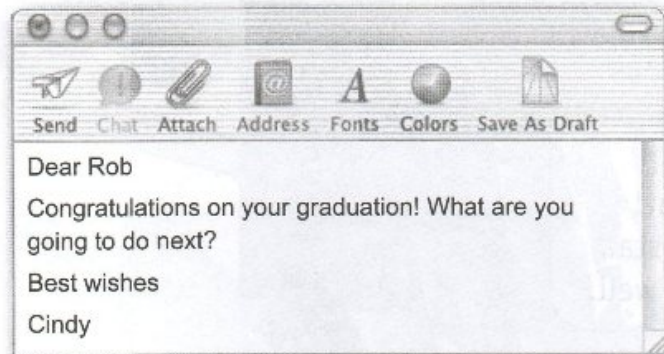 Send Chat Attach Address Fonts Colors Save As Draft
Dear Rob
Congratulations on your graduation! What are you
going to do next?
Best wishes
Cindy